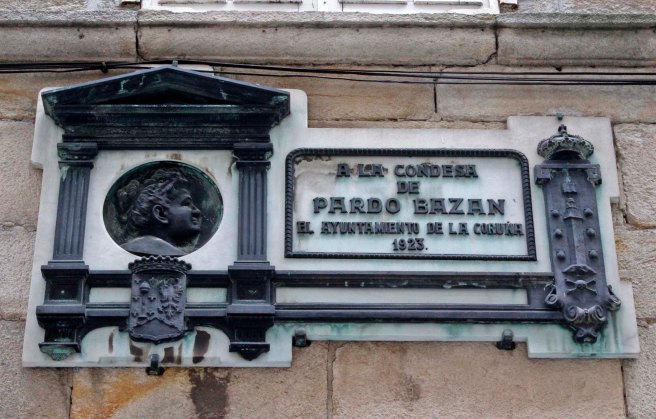 A LA CONDESA
DE
PARDO BAZAN
EL AYUNTAMIENTO DE LA CORUÑA
1923.